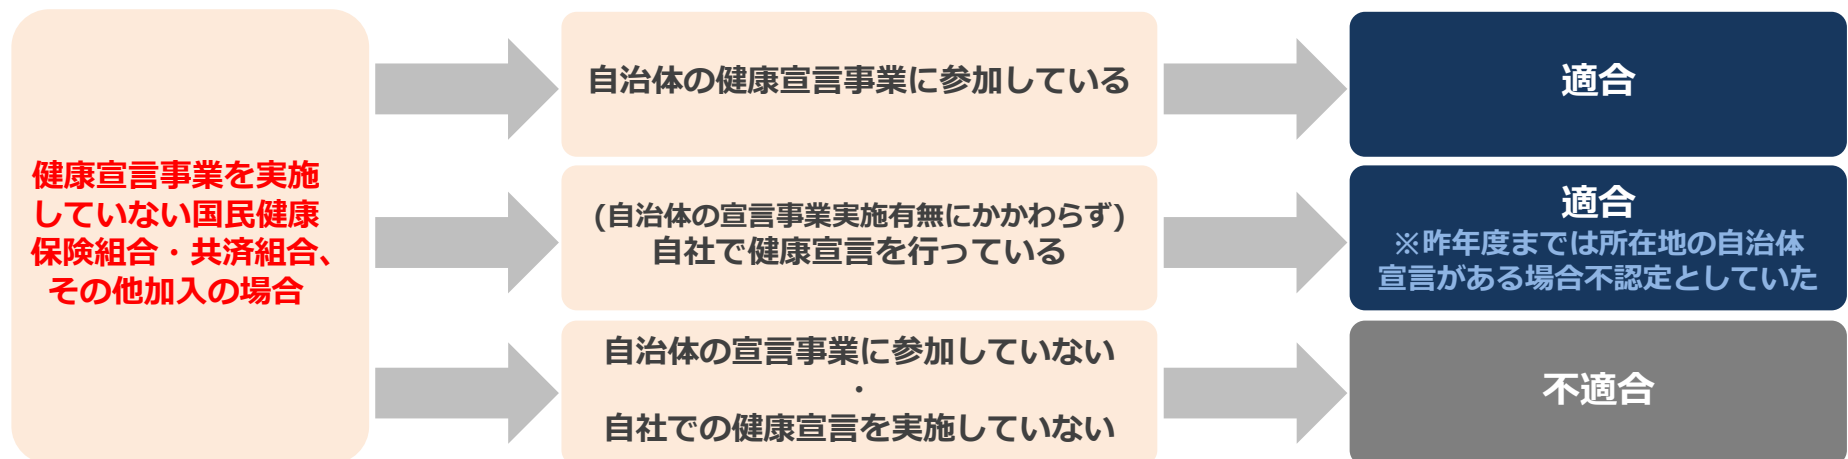 健康宣言事業を実施
していない国民健康
保険組合・共済組合、
その他加入の場合
自治体の健康宣言事業に参加している
適合
(自治体の宣言事業実施有無にかかわらず)
自社で健康宣言を行っている
適合
※昨年度までは所在地の自治体
宣言がある場合不認定としていた
自治体の宣言事業に参加していない
・
自社での健康宣言を実施していない
不適合